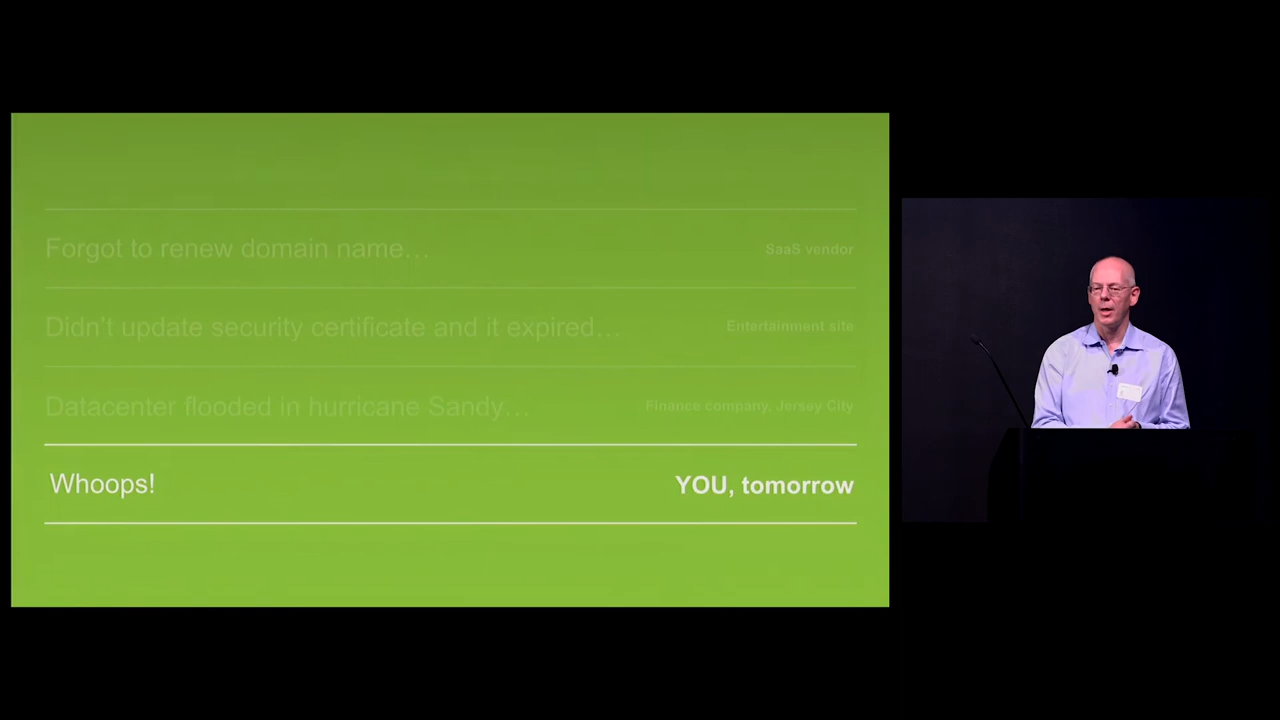 Forgot to renew domain name…
SaaS vendor
Didn't update security certificate and it expired…
Entertainment site
Datacenter flooded in hurricane Sandy…
Finance company, Jersey City
Whoops!
YOU, tomorrow